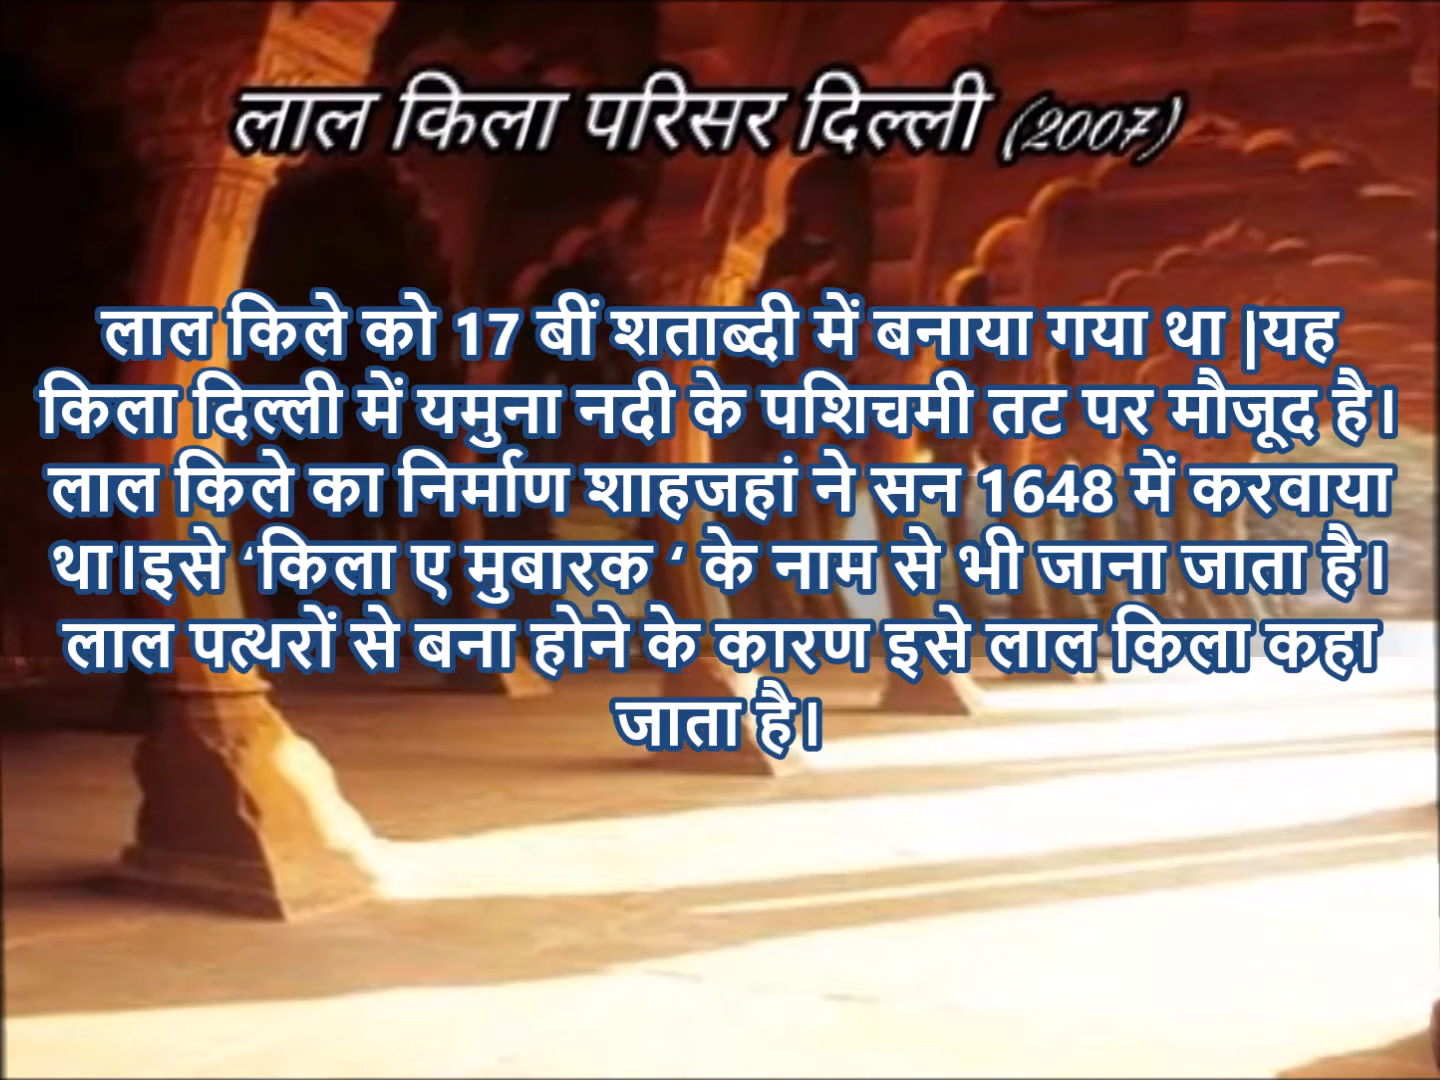 लाल किला परिसर दिल्ली (2007)
लाल किले को 17 बीं शताब्दी में बनाया गया था |यह
किला दिल्ली में यमुना नदी के पशिचमी तट पर मौजूद है।
लाल किले का निर्माण शाहजहां ने सन 1648 में करवाया
था।इसे ‘किला ए मुबारक ‘ के नाम से भी जाना जाता है।
लाल पत्थरों से बना होने के कारण इसे लाल किला कहा
जाता है।